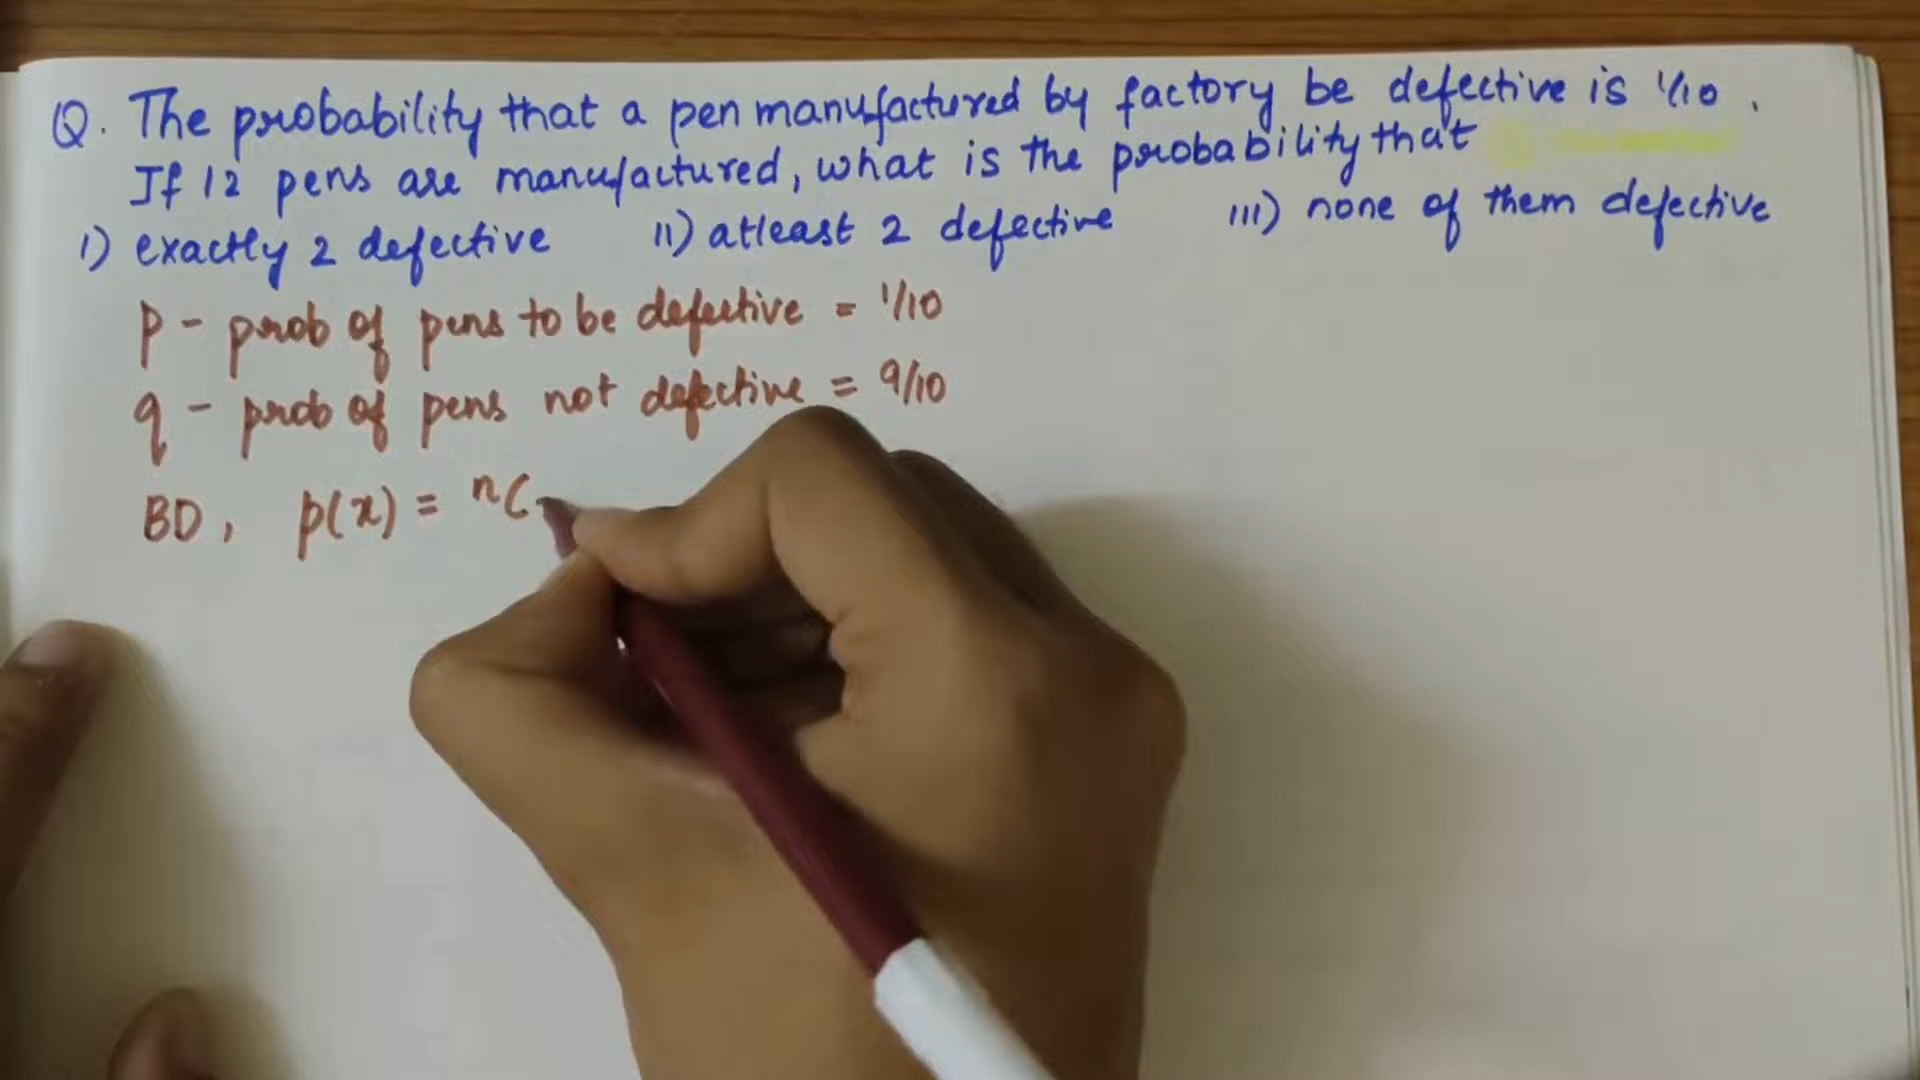 Q. The probability that a pen manufactured by factory be defective is 1/10.
If 12 pens are manufactured, what is the probability that
i) exactly 2 defective ii) atleast 2 defective iii) none of them defective
p - prob of pens to be defective = 1/10
q - prob of pens not defective = 9/10
BD, p(x) = ⁿC